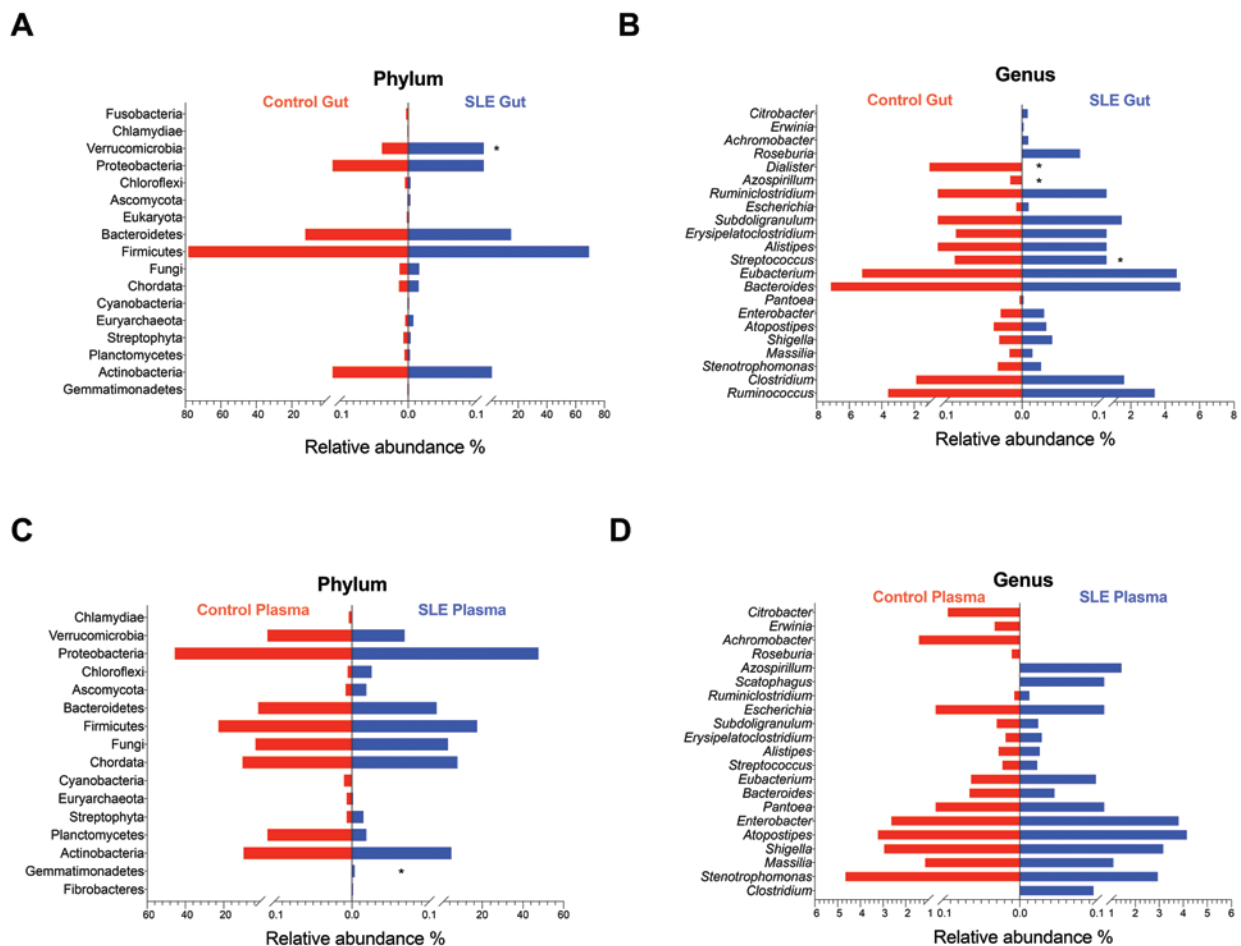 A
Phylum
Control Gut
SLE Gut
Fusobacteria
Chlamydiae
Verrucomicrobia
*
Proteobacteria
Chloroflexi
Ascomycota
Eukaryota
Bacteroidetes
Firmicutes
Fungi
Chordata
Cyanobacteria
Euryarchaeota
Streptophyta
Planctomycetes
Actinobacteria
Gemmatimonadetes
80 60 40 20 0.1 0.0 0.1 20 40 60 80
Relative abundance %
B
Genus
Control Gut
SLE Gut
Citrobacter
Erwinia
Achromobacter
Roseburia
Dialister
*
Azospirillum
*
Ruminiclostridium
Escherichia
Subdoligranulum
Erysipelatoclostridium
Alistipes
Streptococcus
*
Eubacterium
Bacteroides
Pantoea
Enterobacter
Atopostipes
Shigella
Massilia
Stenotrophomonas
Clostridium
Ruminococcus
8 6 4 2 0.1 0.0 0.1 2 4 6 8
Relative abundance %
C
Phylum
Control Plasma
SLE Plasma
Chlamydiae
Verrucomicrobia
Proteobacteria
Chloroflexi
Ascomycota
Bacteroidetes
Firmicutes
Fungi
Chordata
Cyanobacteria
Euryarchaeota
Streptophyta
Planctomycetes
Actinobacteria
Gemmatimonadetes
*
Fibrobacteres
60 40 20 0.1 0.0 0.1 20 40 60
Relative abundance %
D
Genus
Control Plasma
SLE Plasma
Citrobacter
Erwinia
Achromobacter
Roseburia
Azospirillum
Scatophagus
Ruminiclostridium
Escherichia
Subdoligranulum
Erysipelatoclostridium
Alistipes
Streptococcus
Eubacterium
Bacteroides
Pantoea
Enterobacter
Atopostipes
Shigella
Massilia
Stenotrophomonas
Clostridium
6 5 4 3 2 1 0.1 0.0 0.1 1 2 3 4 5 6
Relative abundance %